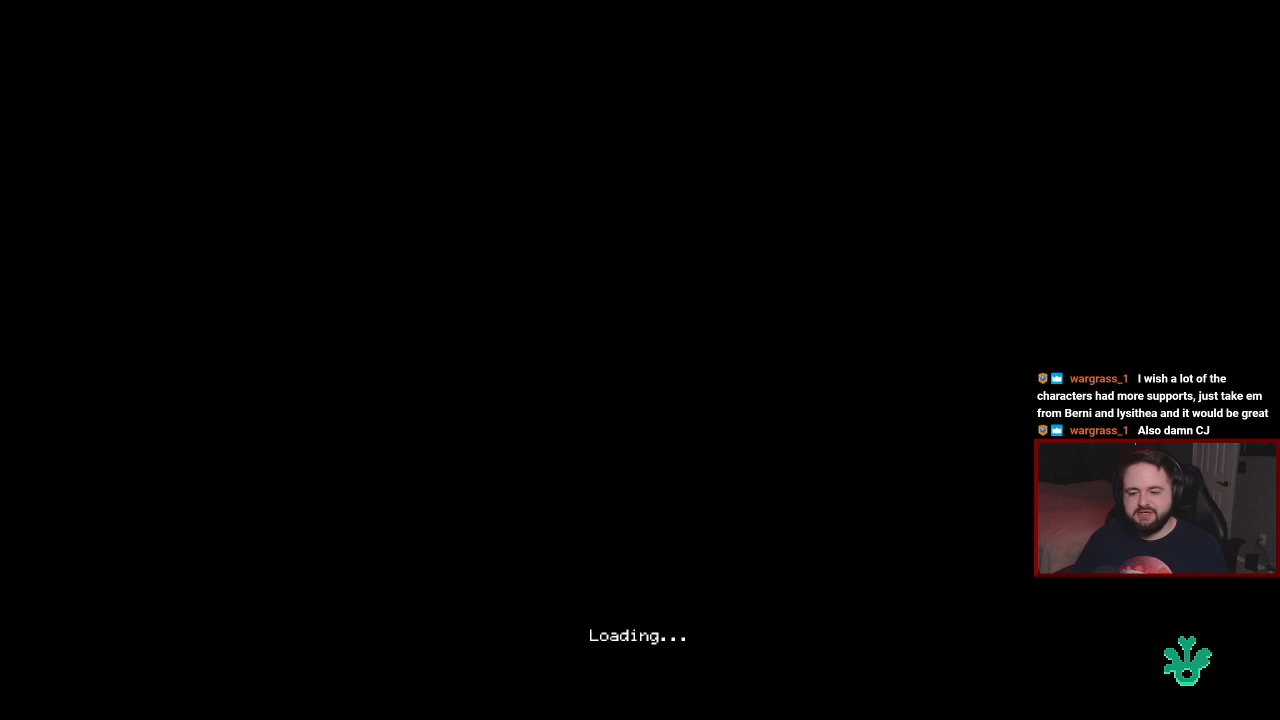 wargrass_1 I wish a lot of the
characters had more supports, just take em
from Berni and lysithea and it would be great
wargrass_1 Also damn CJ
Loading...